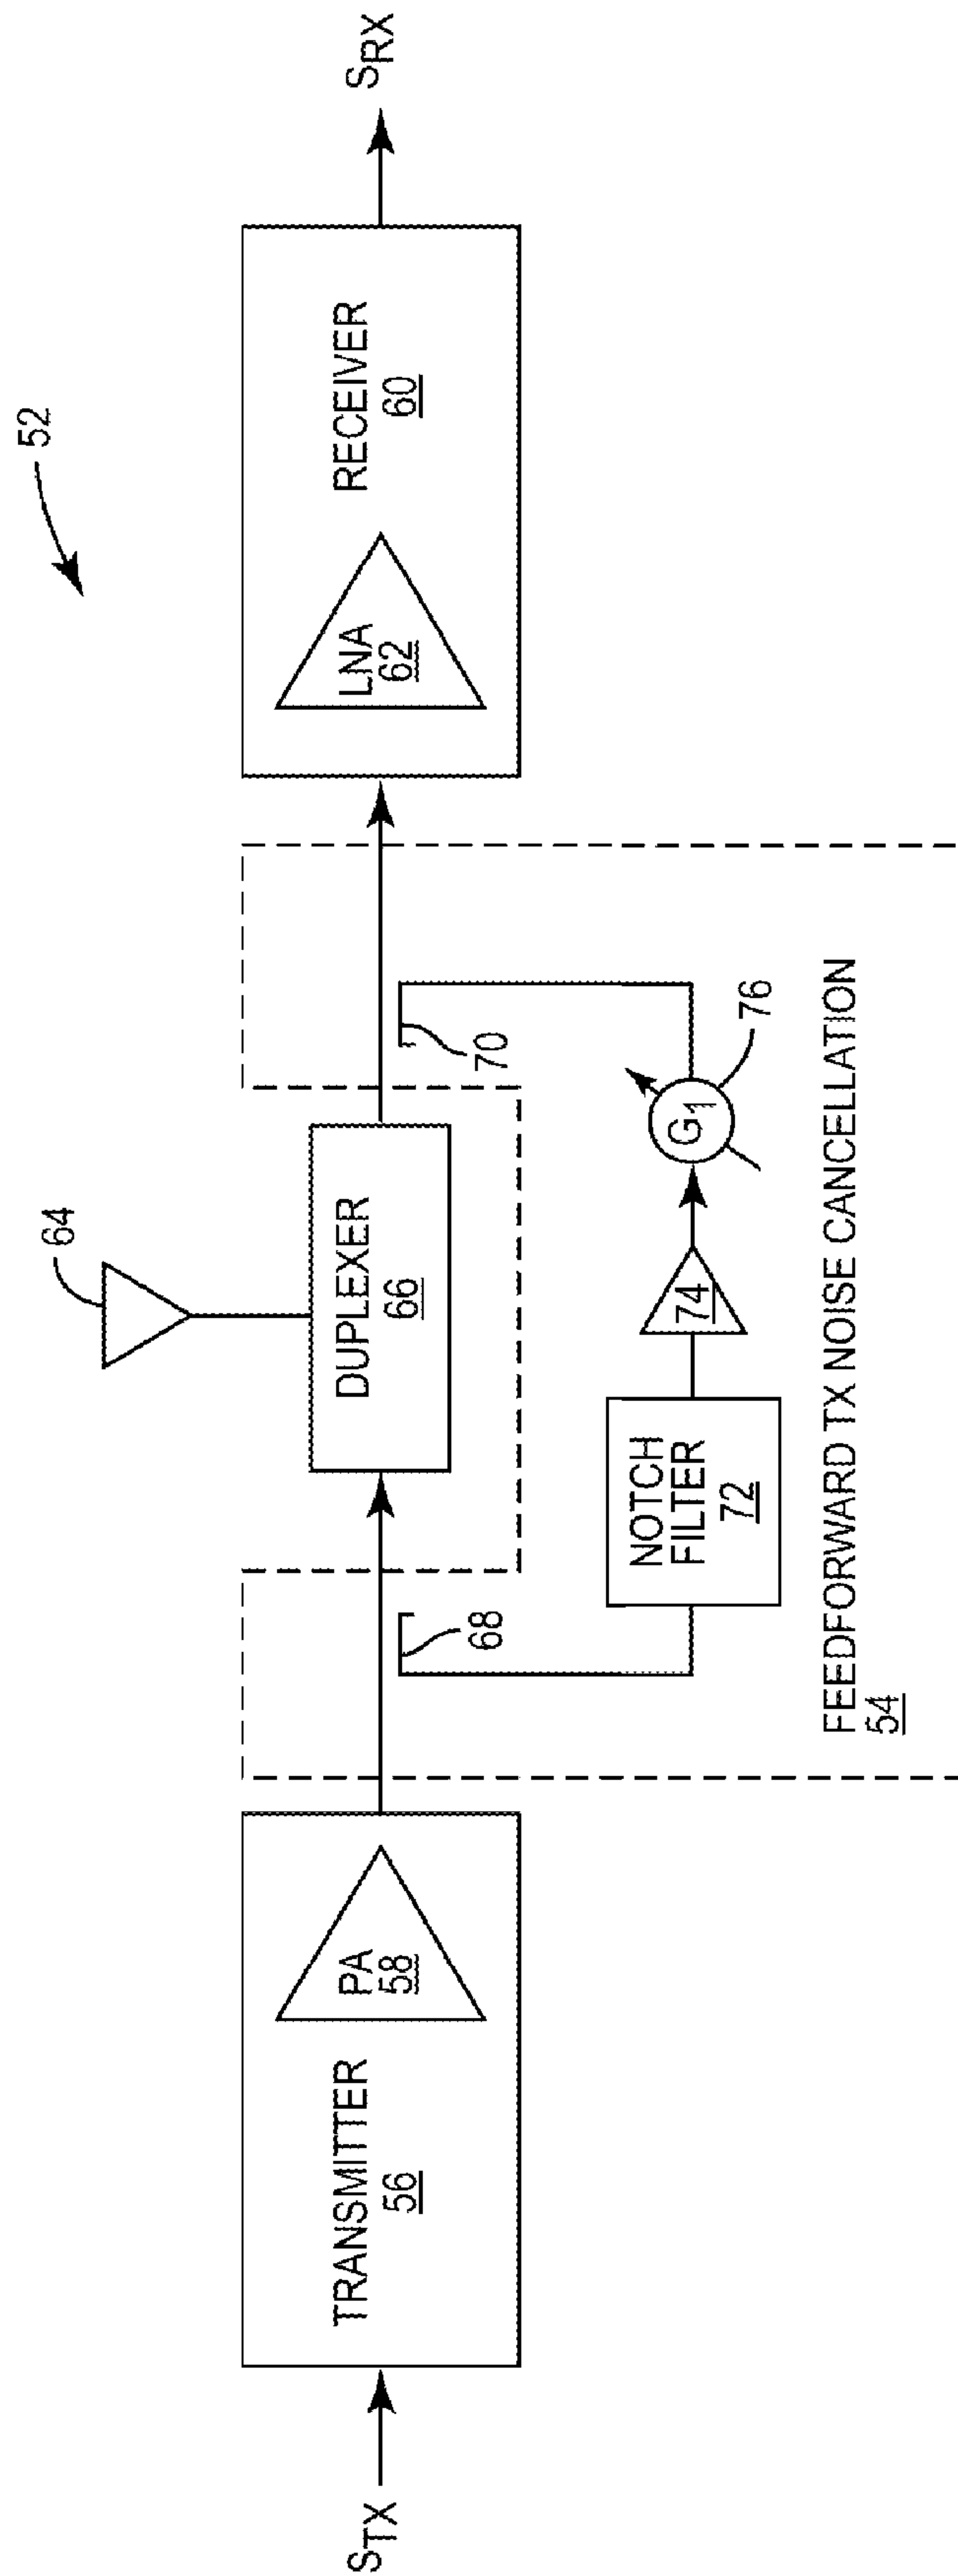 52
64
S_TX
TRANSMITTER
56
PA
58
68
DUPLEXER
66
70
LNA
62
RECEIVER
60
S_RX
NOTCH
FILTER
72
74
G_1
76
FEEDFORWARD TX NOISE CANCELLATION
54